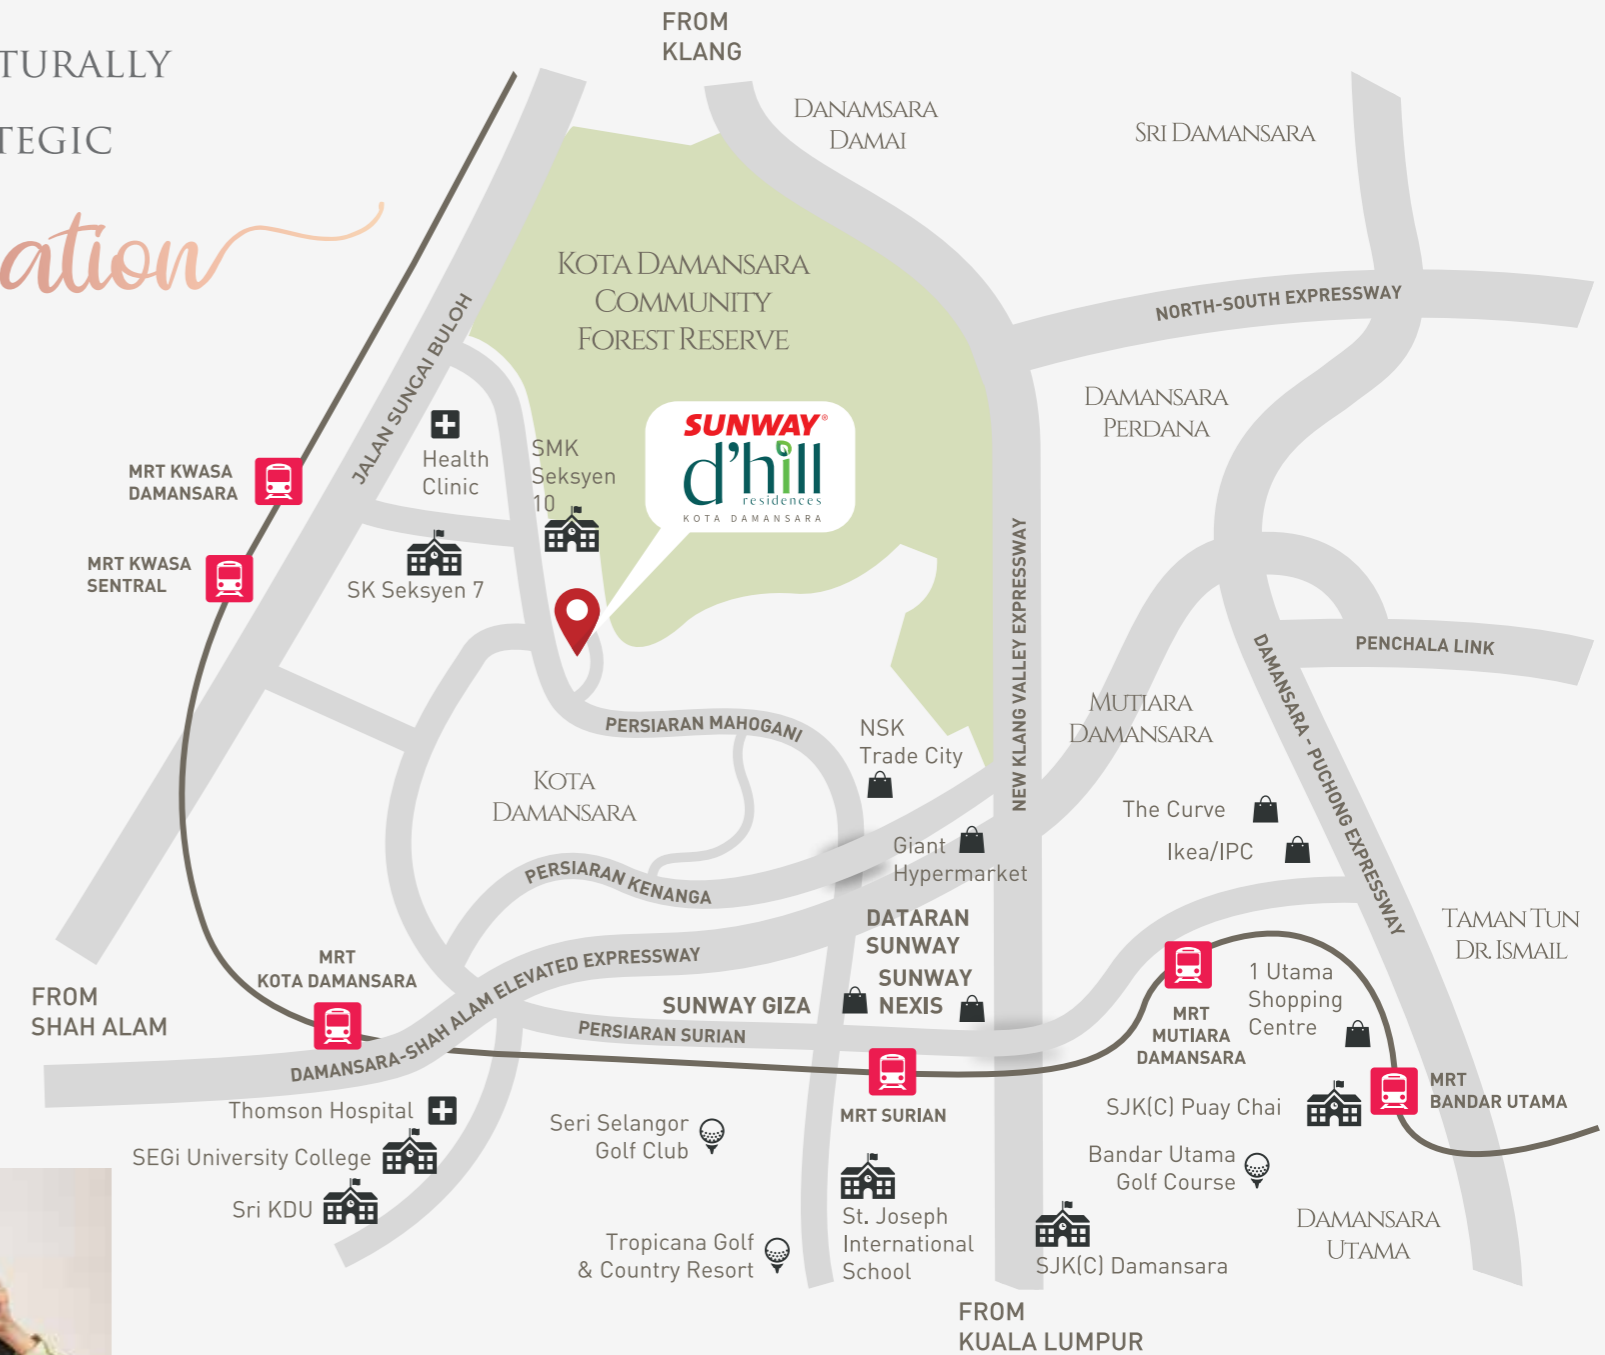 TURALLY
TEGIC
ation
FROM
KLANG
DANAMSARA
DAMAI
SRI DAMANSARA
KOTA DAMANSARA
COMMUNITY
FOREST RESERVE
NORTH-SOUTH EXPRESSWAY
JALAN SUNGAI BULOH
DAMANSARA
PERDANA
SUNWAY®
d'hill
residences
KOTA DAMANSARA
Health
Clinic
SMK
Seksyen
10
MRT KWASA
DAMANSARA
MRT KWASA
SENTRAL
SK Seksyen 7
NEW KLANG VALLEY EXPRESSWAY
PENCHALA LINK
DAMANSARA - PUCHONG EXPRESSWAY
MUTIARA
DAMANSARA
PERSIARAN MAHOGANI
NSK
Trade City
KOTA
DAMANSARA
The Curve
Ikea/IPC
Giant
Hypermarket
PERSIARAN KENANGA
DATARAN
SUNWAY
TAMAN TUN
DR. ISMAIL
MRT
KOTA DAMANSARA
DAMANSARA-SHAH ALAM ELEVATED EXPRESSWAY
SUNWAY GIZA
SUNWAY
NEXIS
1 Utama
Shopping
Centre
FROM
SHAH ALAM
PERSIARAN SURIAN
MRT
MUTIARA
DAMANSARA
MRT
BANDAR UTAMA
Thomson Hospital
MRT SURIAN
SJK(C) Puay Chai
Seri Selangor
Golf Club
SEGi University College
Bandar Utama
Golf Course
Sri KDU
St. Joseph
International
School
DAMANSARA
UTAMA
Tropicana Golf
& Country Resort
SJK(C) Damansara
FROM
KUALA LUMPUR